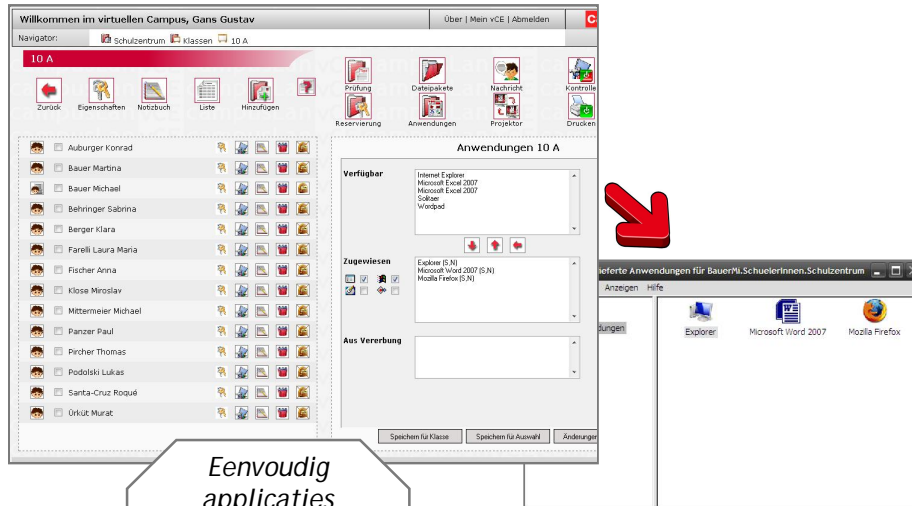 Willkommen im virtuellen Campus, Gans Gustav
Über | Mein vCE | Abmelden
Navigator: Schulzentrum Klassen 10 A
10 A
Zurück Eigenschaften Notizbuch Liste Hinzufügen
Prüfung Dateipakete Nachricht Kontrolle
Reservierung Anwendungen Projektor Drucken
Auburger Konrad
Bauer Martina
Bauer Michael
Behringer Sabrina
Berger Klara
Farelli Laura Maria
Fischer Anna
Klose Miroslav
Mittermeier Michael
Panzer Paul
Pircher Thomas
Podolski Lukas
Santa-Cruz Roqué
Ürküt Murat
Anwendungen 10 A
Verfügbar
Internet Explorer
Microsoft Excel 2007
Microsoft Excel 2007
Solitaer
Wordpad
Zugewiesen
Explorer (S,N)
Microsoft Word 2007 (S,N)
Mozilla Firefox (S,N)
Aus Vererbung
Speichern für Klasse Speichern für Auswahl Änderunger
ieferte Anwendungen für BauerMi.SchuelerInnen.Schulzentrum
Anzeigen Hilfe
dungen
Explorer Microsoft Word 2007 Mozilla Firefox
Eenvoudig
applicaties